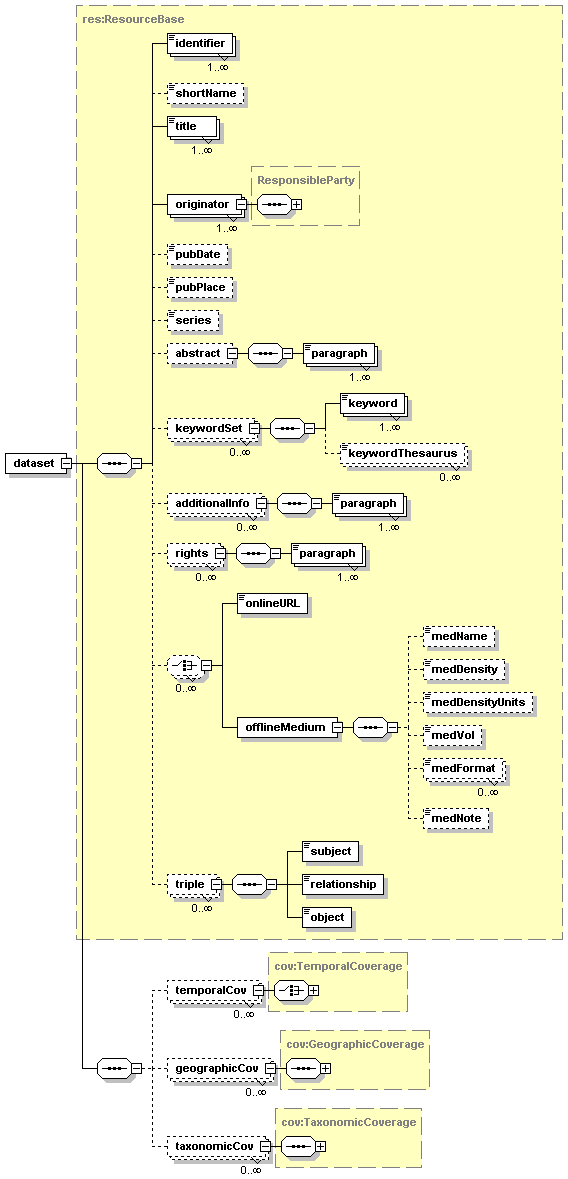 res:ResourceBase
identifier
1..∞
shortName
title
1..∞
ResponsibleParty
originator
1..∞
pubDate
pubPlace
series
abstract
paragraph
1..∞
keyword
1..∞
keywordSet
0..∞
keywordThesaurus
0..∞
dataset
additionalInfo
0..∞
paragraph
1..∞
rights
0..∞
paragraph
1..∞
onlineURL
0..∞
medName
medDensity
medDensityUnits
offlineMedium
medVol
medFormat
0..∞
medNote
subject
triple
0..∞
relationship
object
cov:TemporalCoverage
temporalCov
0..∞
cov:GeographicCoverage
geographicCov
0..∞
cov:TaxonomicCoverage
taxonomicCov
0..∞